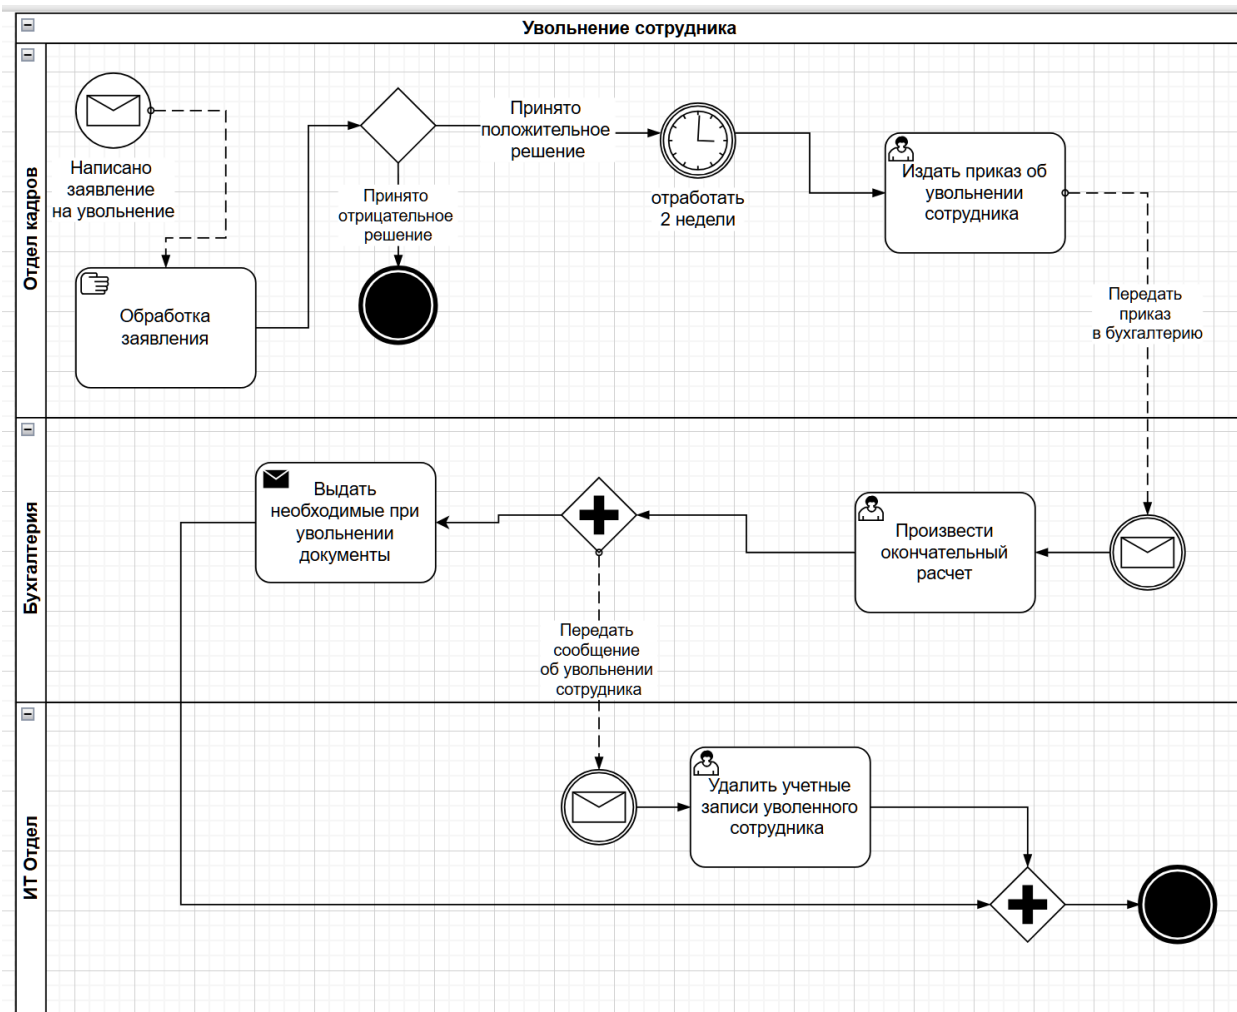 Увольнение сотрудника
Отдел кадров
Написано
заявление
на увольнение
Обработка
заявления
Принято
отрицательное
решение
Принято
положительное
решение
отработать
2 недели
Издать приказ об
увольнении
сотрудника
Передать
приказ
в бухгалтерию
Бухгалтерия
Выдать
необходимые при
увольнении
документы
Произвести
окончательный
расчет
Передать
сообщение
об увольнении
сотрудника
ИТ Отдел
Удалить учетные
записи уволенного
сотрудника